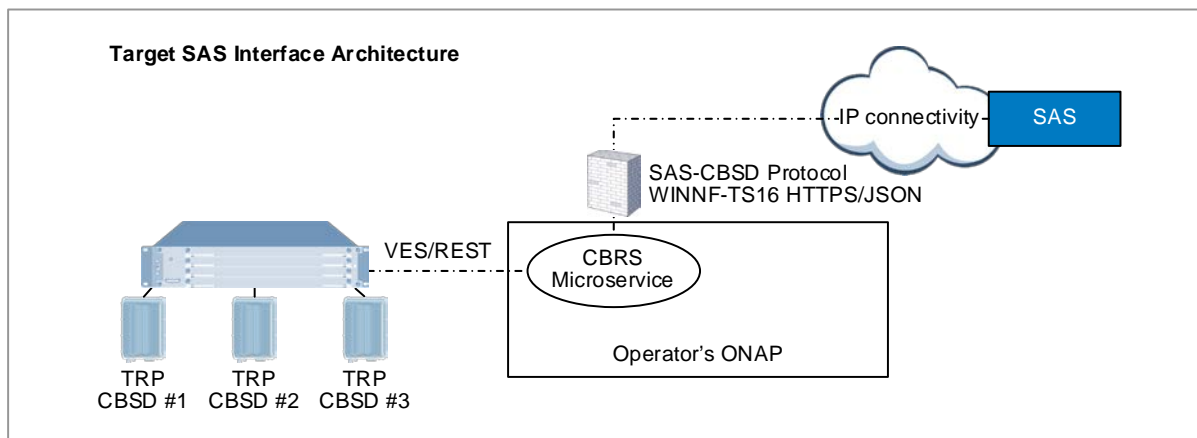 Target SAS Interface Architecture
IP connectivity
SAS
SAS-CBSD Protocol
WINNF-TS16 HTTPS/JSON
VES/REST
CBRS
Microservice
Operator's ONAP
TRP
CBSD #1
TRP
CBSD #2
TRP
CBSD #3